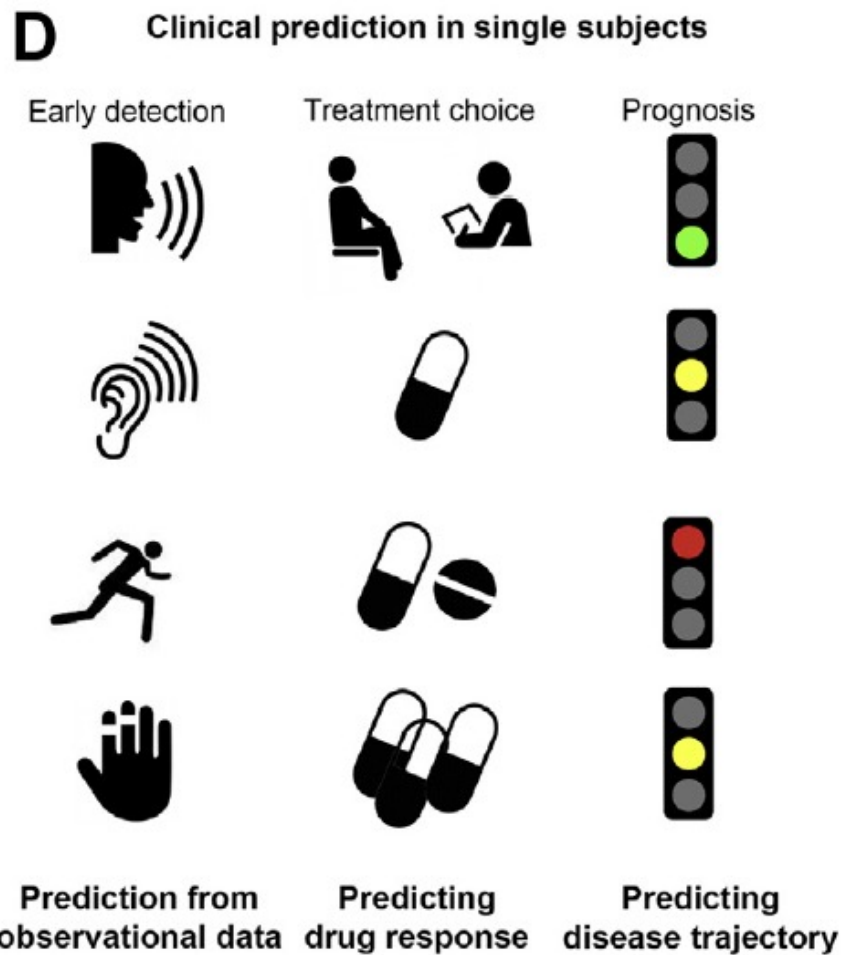 D
Clinical prediction in single subjects
Early detection
Treatment choice
Prognosis
Prediction from
observational data
Predicting
drug response
Predicting
disease trajectory